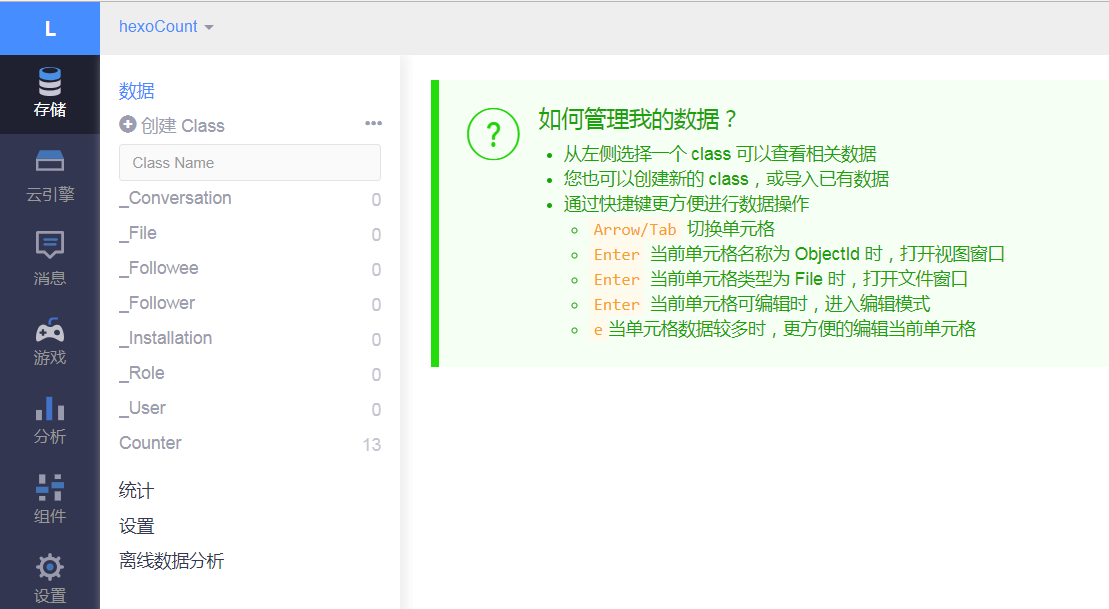 L
hexoCount
存储
云引擎
消息
游戏
分析
组件
设置
数据
创建 Class
Class Name
_Conversation 0
_File 0
_Followee 0
_Follower 0
_Installation 0
_Role 0
_User 0
Counter 13
统计
设置
离线数据分析
?
如何管理我的数据？
• 从左侧选择一个 class 可以查看相关数据
• 您也可以创建新的 class，或导入已有数据
• 通过快捷键更方便进行数据操作
◦ Arrow/Tab 切换单元格
◦ Enter 当前单元格名称为 ObjectId 时，打开视图窗口
◦ Enter 当前单元格类型为 File 时，打开文件窗口
◦ Enter 当前单元格可编辑时，进入编辑模式
◦ e 当单元格数据较多时，更方便的编辑当前单元格